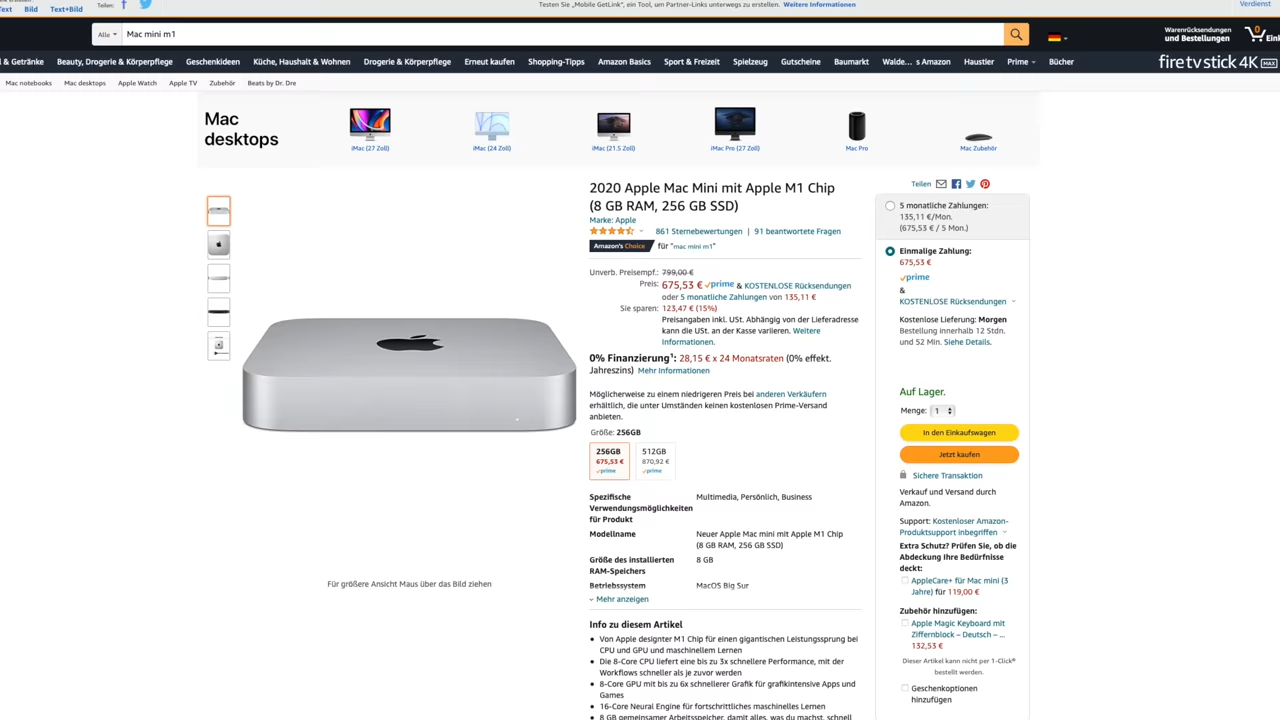 Text Bild Text+Bild Teilen:
Testen Sie „Mobile GetLink", ein Tool, um Partner-Links unterwegs zu erstellen. Weitere Informationen
Verdienst
Alle Mac mini m1
Warenrücksendungen
und Bestellungen
0
Eink
l & Getränke Beauty, Drogerie & Körperpflege Geschenkideen Küche, Haushalt & Wohnen Drogerie & Körperpflege Erneut kaufen Shopping-Tipps Amazon Basics Sport & Freizeit Spielzeug Gutscheine Baumarkt Walde... s Amazon Haustier Prime Bücher
fire tv stick 4K MAX
Mac notebooks Mac desktops Apple Watch Apple TV Zubehör Beats by Dr. Dre
Mac
desktops
iMac (27 Zoll) iMac (24 Zoll) iMac (21.5 Zoll) iMac Pro (27 Zoll) Mac Pro Mac Zubehör
2020 Apple Mac Mini mit Apple M1 Chip
(8 GB RAM, 256 GB SSD)
Marke: Apple
861 Sternebewertungen | 91 beantwortete Fragen
Amazon's Choice für "mac mini m1"
Unverb. Preisempf.: 799,00 €
Preis: 675,53 € prime & KOSTENLOSE Rücksendungen
oder 5 monatliche Zahlungen von 135,11 €
Sie sparen: 123,47 € (15%)
Preisangaben inkl. USt. Abhängig von der Lieferadresse
kann die USt. an der Kasse variieren. Weitere
Informationen.
0% Finanzierung¹: 28,15 € x 24 Monatsraten (0% effekt.
Jahreszins) Mehr Informationen
Möglicherweise zu einem niedrigeren Preis bei anderen Verkäufern
erhältlich, die unter Umständen keinen kostenlosen Prime-Versand
anbieten.
Größe: 256GB
256GB 512GB
675,53 € 870,92 €
prime prime
Spezifische Multimedia, Persönlich, Business
Verwendungsmöglichkeiten
für Produkt
Modellname Neuer Apple Mac mini mit Apple M1 Chip
(8 GB RAM, 256 GB SSD)
Größe des installierten 8 GB
RAM-Speichers
Betriebssystem MacOS Big Sur
Mehr anzeigen
Info zu diesem Artikel
Von Apple designter M1 Chip für einen gigantischen Leistungssprung bei
CPU und GPU und maschinellem Lernen
Die 8-Core CPU liefert eine bis zu 3x schnellere Performance, mit der
Workflows schneller als je zuvor werden
8-Core GPU mit bis zu 6x schnellerer Grafik für grafikintensive Apps und
Games
16-Core Neural Engine für fortschrittliches maschinelles Lernen
8 GB gemeinsamer Arbeitsspeicher, damit alles, was du machst, schnell
Für größere Ansicht Maus über das Bild ziehen
Teilen
5 monatliche Zahlungen:
135,11 €/Mon.
(675,53 € / 5 Mon.)
Einmalige Zahlung:
675,53 €
prime
&
KOSTENLOSE Rücksendungen
Kostenlose Lieferung: Morgen
Bestellung innerhalb 12 Stdn.
und 52 Min. Siehe Details.
Auf Lager.
Menge: 1
In den Einkaufswagen
Jetzt kaufen
Sichere Transaktion
Verkauf und Versand durch
Amazon.
Support: Kostenloser Amazon-
Produktsupport inbegriffen
Extra Schutz? Prüfen Sie, ob die
Abdeckung Ihre Bedürfnisse
deckt:
AppleCare+ für Mac mini (3
Jahre) für 119,00 €
Zubehör hinzufügen:
Apple Magic Keyboard mit
Ziffernblock – Deutsch – ...
132,53 €
Dieser Artikel kann nicht per 1-Click®
bestellt werden.
Geschenkoptionen
hinzufügen